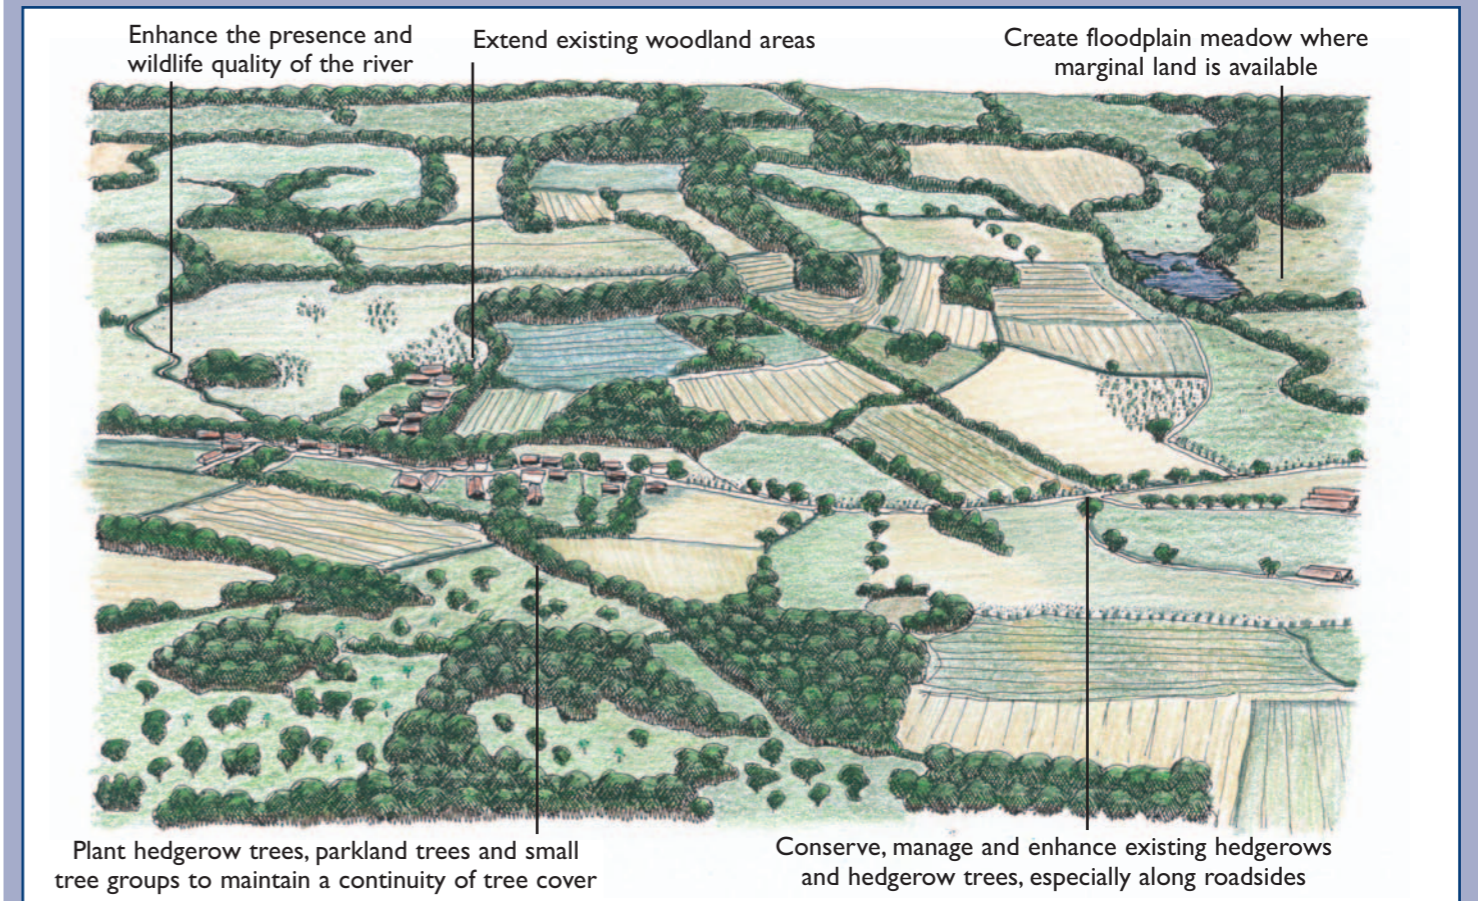 Enhance the presence and
wildlife quality of the river
Extend existing woodland areas
Create floodplain meadow where
marginal land is available
Plant hedgerow trees, parkland trees and small
tree groups to maintain a continuity of tree cover
Conserve, manage and enhance existing hedgerows
and hedgerow trees, especially along roadsides